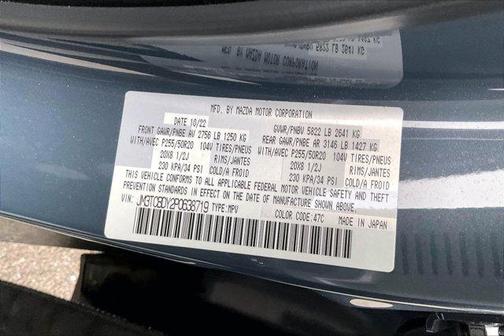 MFD. BY MAZDA MOTOR CORPORATION
DATE 10/22 GVWR/PNBV 5822 LB 2641 KG
FRONT GAWR/PNBE AV 2756 LB 1250 KG REAR GAWR/PNBE AR 3146 LB 1427 KG
WITH/AVEC P255/50R20 104V TIRES/PNEUS WITH/AVEC P255/50R20 104V TIRES/PNEUS
20X8 1/2J RIMS/JANTES 20X8 1/2J RIMS/JANTES
230 KPA/34 PSI 230 KPA/34 PSI
THIS VEHICLE CONFORMS TO ALL APPLICABLE FEDERAL MOTOR VEHICLE SAFETY AND THEFT
PREVENTION STANDARDS IN EFFECT ON THE DATE OF MANUFACTURE SHOWN ABOVE.
VIN: JM3TCBDY2P0638719 TYPE:MPV COLOR CODE:47C MADE IN JAPAN